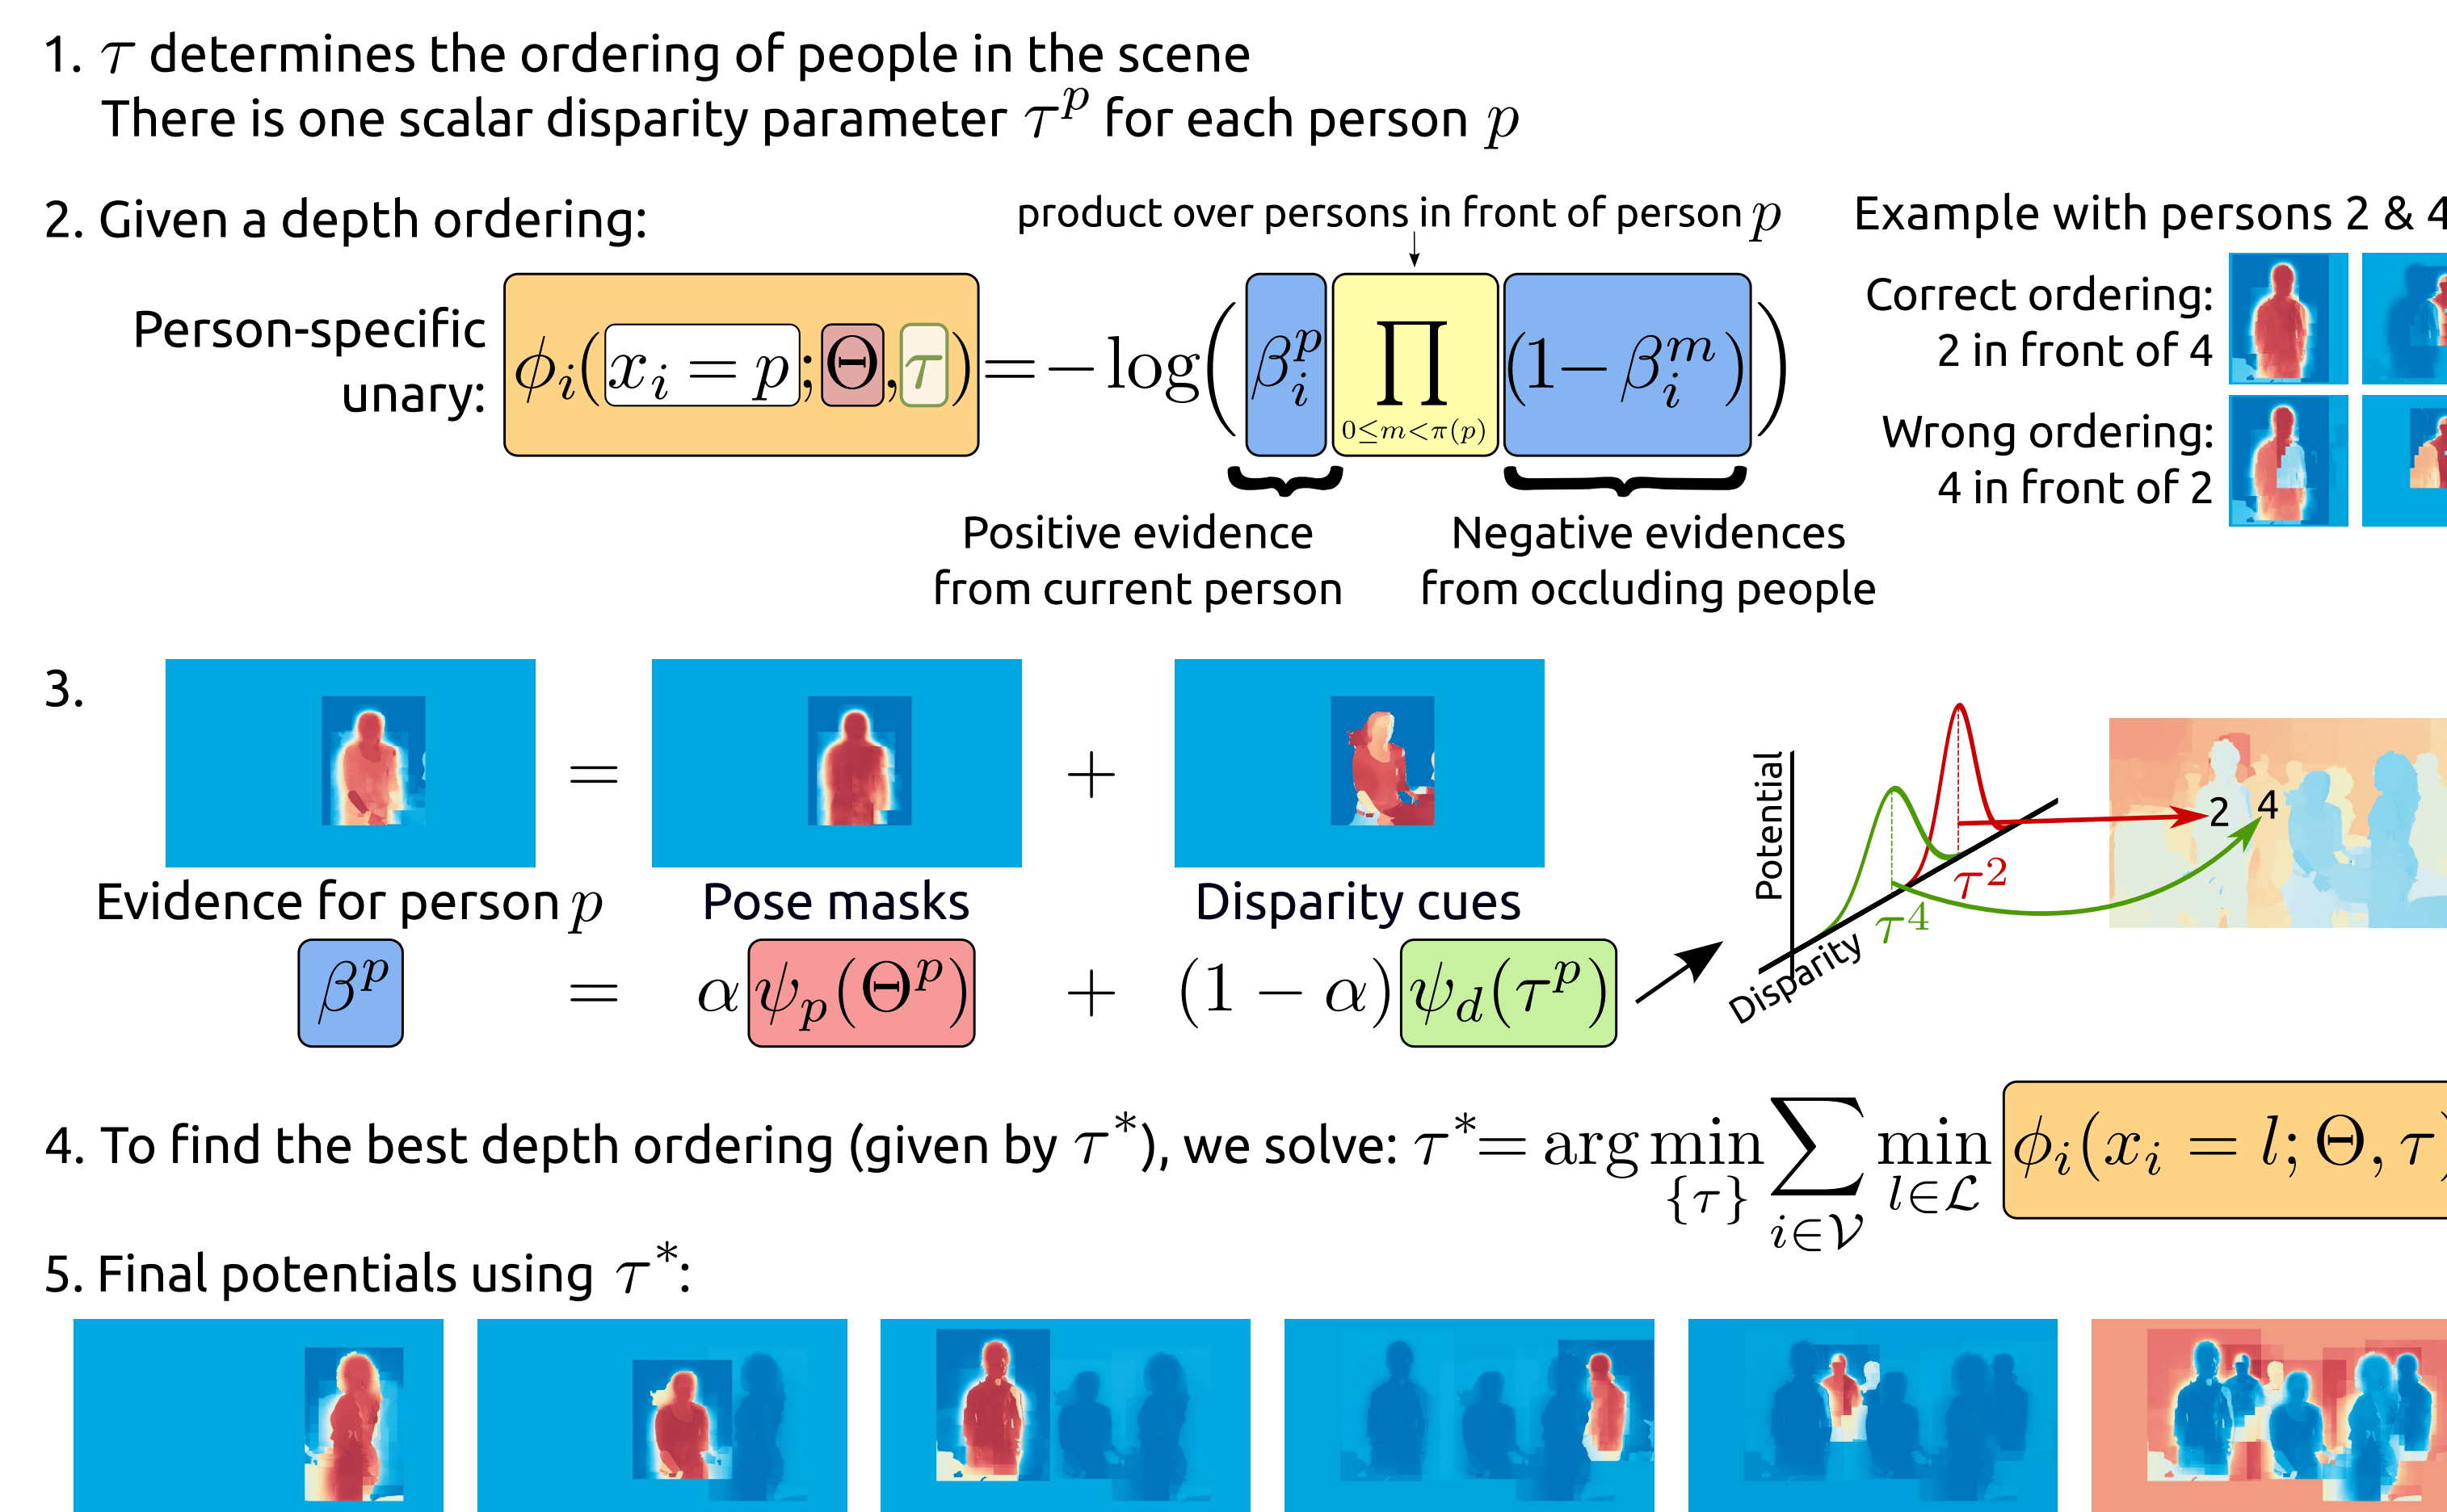 1. τ determines the ordering of people in the scene
There is one scalar disparity parameter τ^p for each person p
2. Given a depth ordering:
product over persons in front of person p
Example with persons 2 & 4
Person-specific
unary:
ϕ_i(x_i = p; Θ, τ) = − log(β_i^p ∏_{0≤m<π(p)} (1 − β_i^m))
Correct ordering:
2 in front of 4
Wrong ordering:
4 in front of 2
Positive evidence
from current person
Negative evidences
from occluding people
3.
= +
Evidence for person p
Pose masks
Disparity cues
β^p = α ψ_p(Θ^p) + (1 − α) ψ_d(τ^p)
Potential
Disparity
τ^4
τ^2
2
4
4. To find the best depth ordering (given by τ*), we solve: τ* = arg min_{τ} ∑_{i∈𝒱} min_{l∈ℒ} ϕ_i(x_i = l; Θ, τ)
5. Final potentials using τ*: